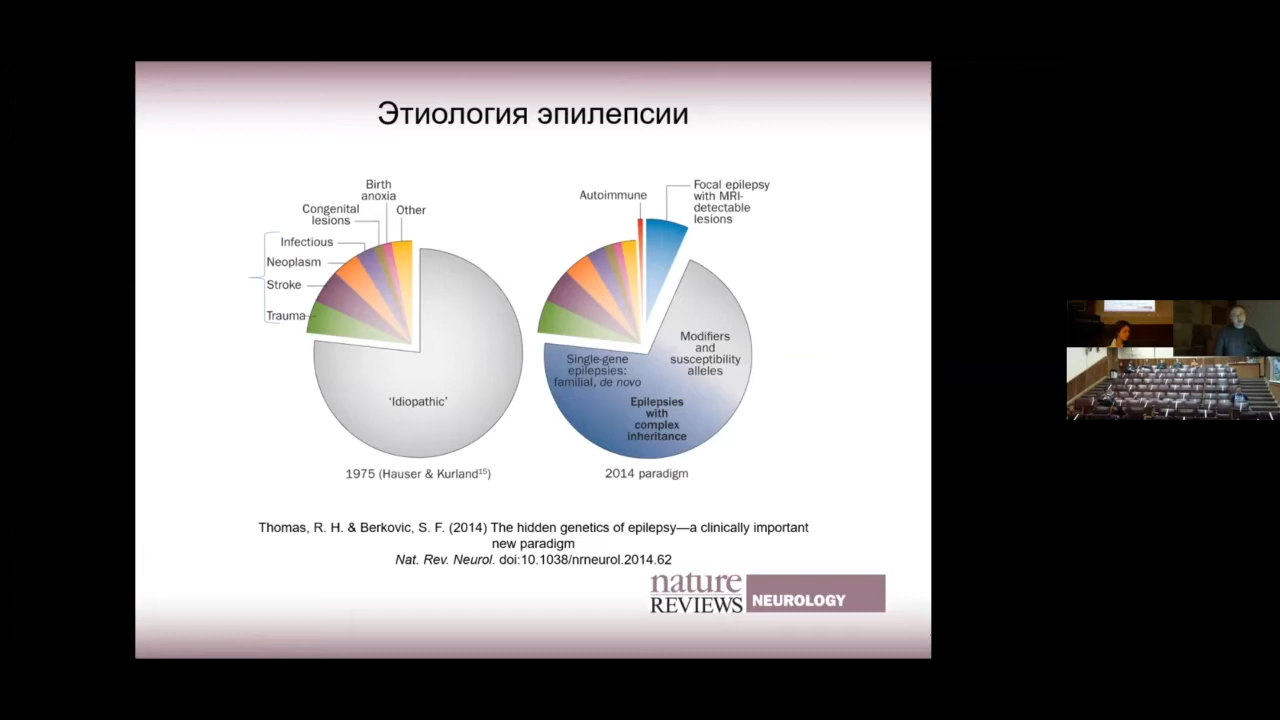 Этиология эпилепсии
Birth
anoxia
Congenital
lesions
Other
Infectious
Neoplasm
Stroke
Trauma
'Idiopathic'
1975 (Hauser & Kurland¹⁵)
Autoimmune
Focal epilepsy
with MRI-
detectable
lesions
Modifiers
and
susceptibility
alleles
Single-gene
epilepsies:
familial, de novo
Epilepsies
with
complex
inheritance
2014 paradigm
Thomas, R. H. & Berkovic, S. F. (2014) The hidden genetics of epilepsy—a clinically important
new paradigm
Nat. Rev. Neurol. doi:10.1038/nrneurol.2014.62
nature
REVIEWS NEUROLOGY